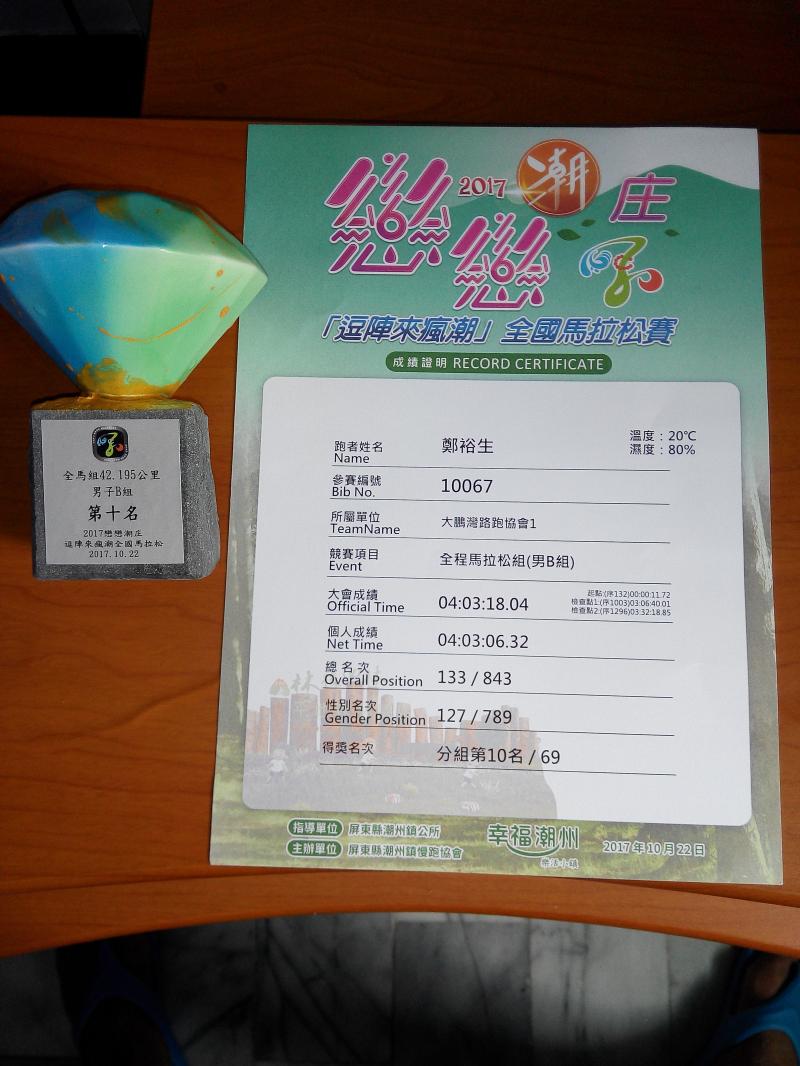 全馬組42.195公里
男子B組
第十名
2017戀戀潮庄
逗陣來瘋潮全國馬拉松
2017.10.22
戀戀 2017 潮庄
「逗陣來瘋潮」全國馬拉松賽
成績證明 RECORD CERTIFICATE
溫度：20℃
濕度：80%
跑者姓名 鄭裕生
Name
參賽編號 10067
Bib No.
所屬單位 大鵬灣路跑協會1
TeamName
競賽項目 全程馬拉松組(男B組)
Event
大會成績 04:03:18.04
Official Time
起點:(序132)00:00:11.72
檢查點1:(序1003)03:06:40.01
檢查點2:(序1296)03:32:18.85
個人成績 04:03:06.32
Net Time
總名次 133 / 843
Overall Position
性別名次 127 / 789
Gender Position
得獎名次 分組第10名 / 69
指導單位 屏東縣潮州鎮公所
主辦單位 屏東縣潮州鎮慢跑協會
幸福潮州
樂活小鎮
2017年10月22日